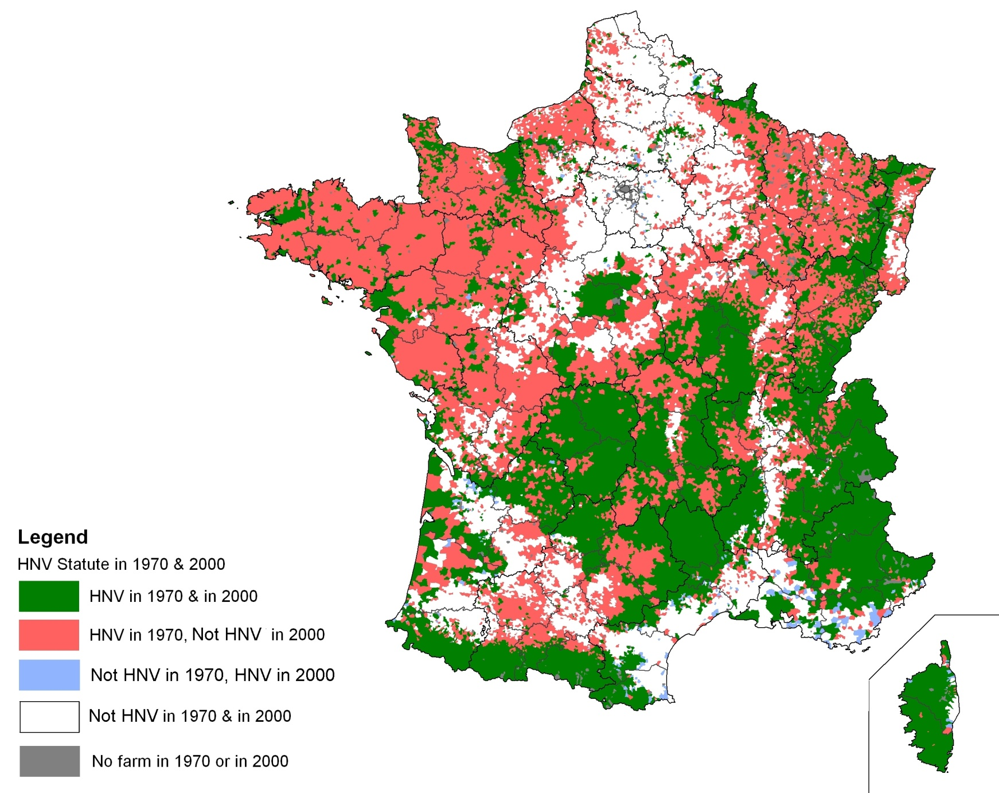 Legend
HNV Statute in 1970 & 2000
HNV in 1970 & in 2000
HNV in 1970, Not HNV in 2000
Not HNV in 1970, HNV in 2000
Not HNV in 1970 & in 2000
No farm in 1970 or in 2000